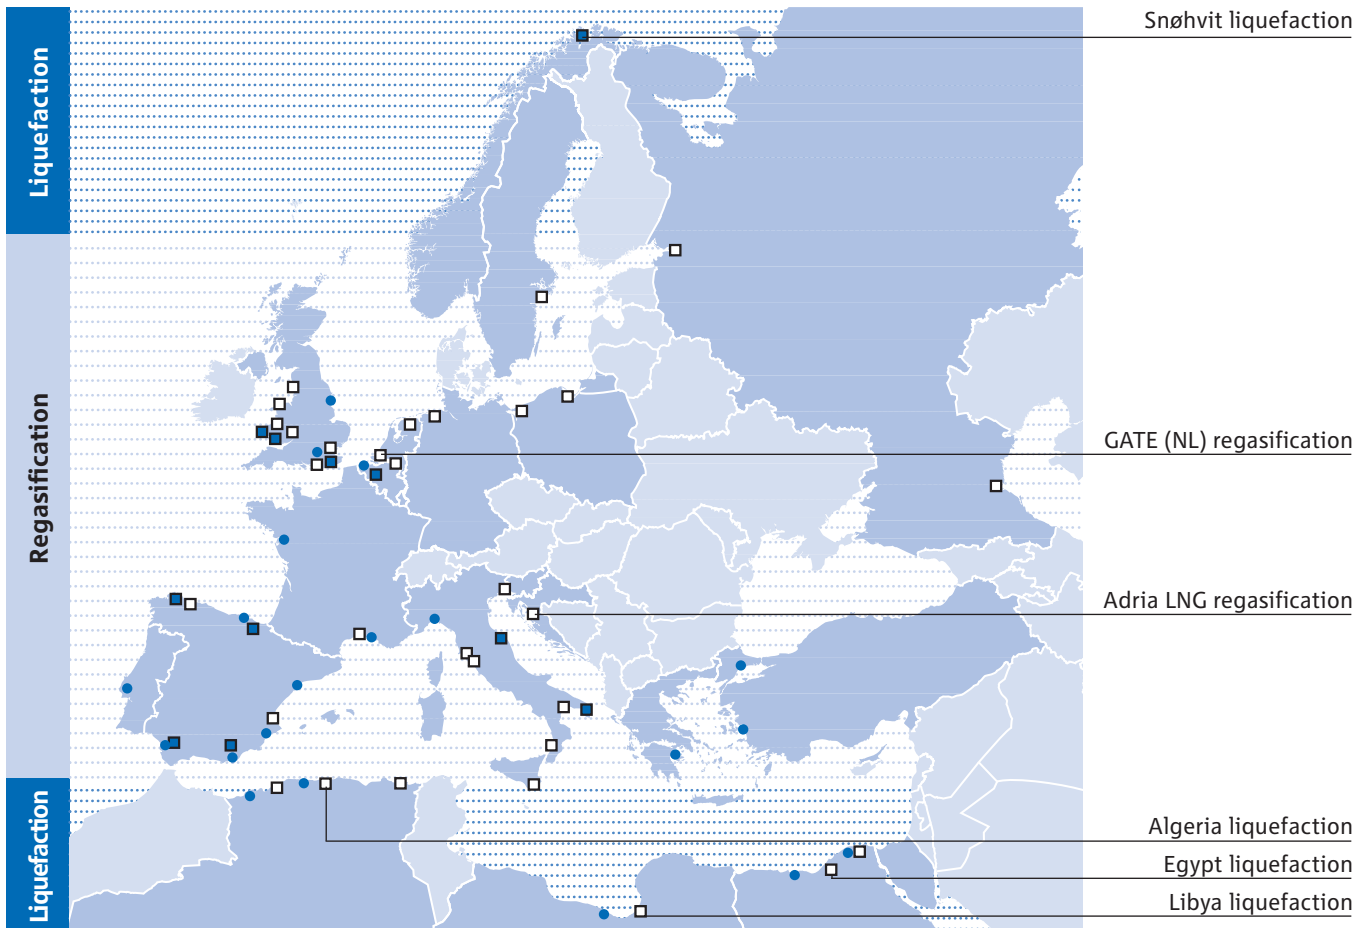 Liquefaction
Regasification
Liquefaction
Snøhvit liquefaction
GATE (NL) regasification
Adria LNG regasification
Algeria liquefaction
Egypt liquefaction
Libya liquefaction